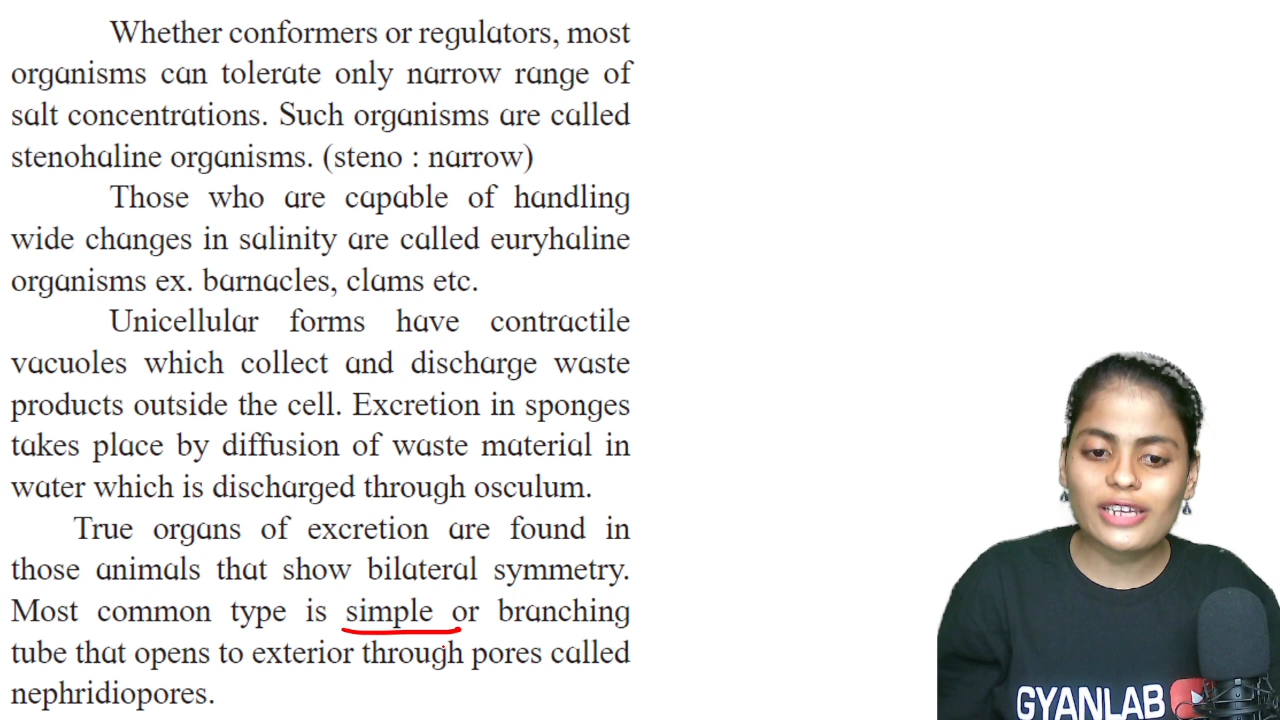 Whether conformers or regulators, most
organisms can tolerate only narrow range of
salt concentrations. Such organisms are called
stenohaline organisms. (steno : narrow)
Those who are capable of handling
wide changes in salinity are called euryhaline
organisms ex. barnacles, clams etc.
Unicellular forms have contractile
vacuoles which collect and discharge waste
products outside the cell. Excretion in sponges
takes place by diffusion of waste material in
water which is discharged through osculum.
True organs of excretion are found in
those animals that show bilateral symmetry.
Most common type is simple or branching
tube that opens to exterior through pores called
nephridiopores.
GYANLAB